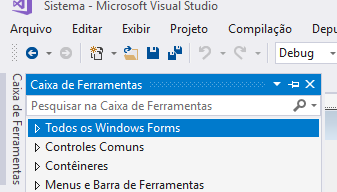 Sistema - Microsoft Visual Studio
Arquivo Editar Exibir Projeto Compilação
Debug
Caixa de Ferramentas
Caixa de Ferramentas
Pesquisar na Caixa de Ferramentas
Todos os Windows Forms
Controles Comuns
Contêineres
Menus e Barra de Ferramentas